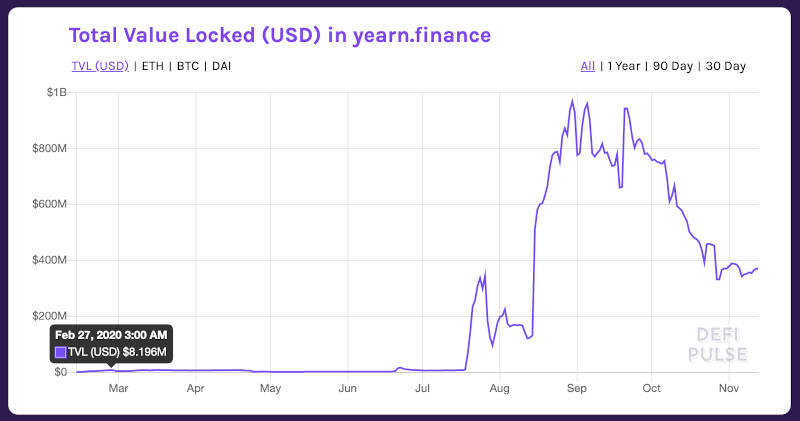 Total Value Locked (USD) in yearn.finance
TVL (USD) | ETH | BTC | DAI
All | 1 Year | 90 Day | 30 Day
$1B
$800M
$600M
$400M
$200M
$0
Feb 27, 2020 3:00 AM
TVL (USD) $8.196M
DEFI
PULSE
Mar Apr May Jun Jul Aug Sep Oct Nov